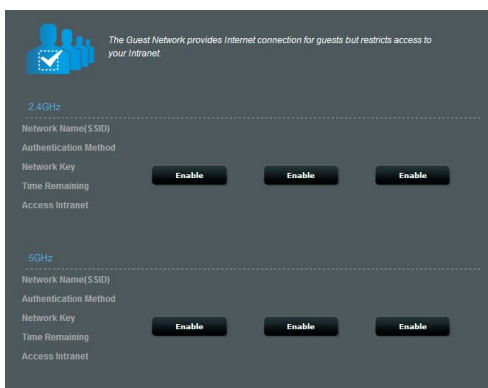 The Guest Network provides Internet connection for guests but restricts access to
your Intranet.
2.4GHz
Network Name(SSID)
Authentication Method
Network Key
Enable Enable Enable
Time Remaining
Access Intranet
5GHz
Network Name(SSID)
Authentication Method
Network Key
Enable Enable Enable
Time Remaining
Access Intranet